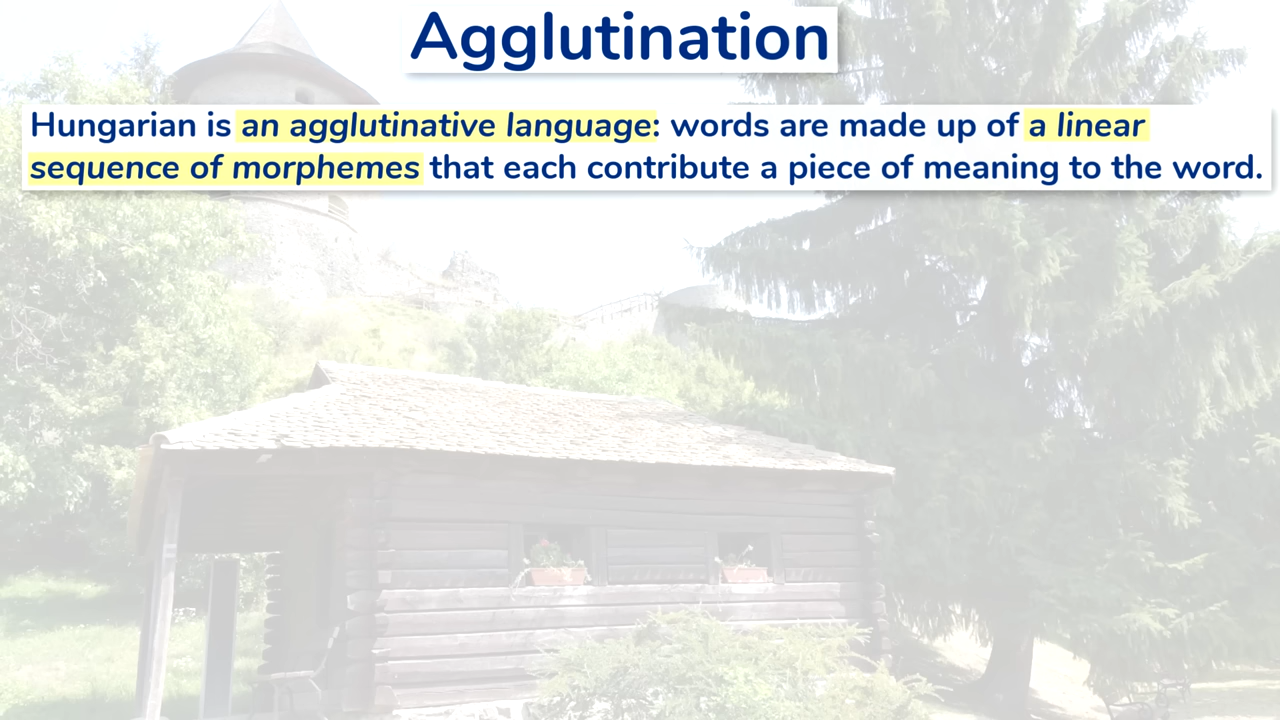 Agglutination
Hungarian is an agglutinative language: words are made up of a linear
sequence of morphemes that each contribute a piece of meaning to the word.